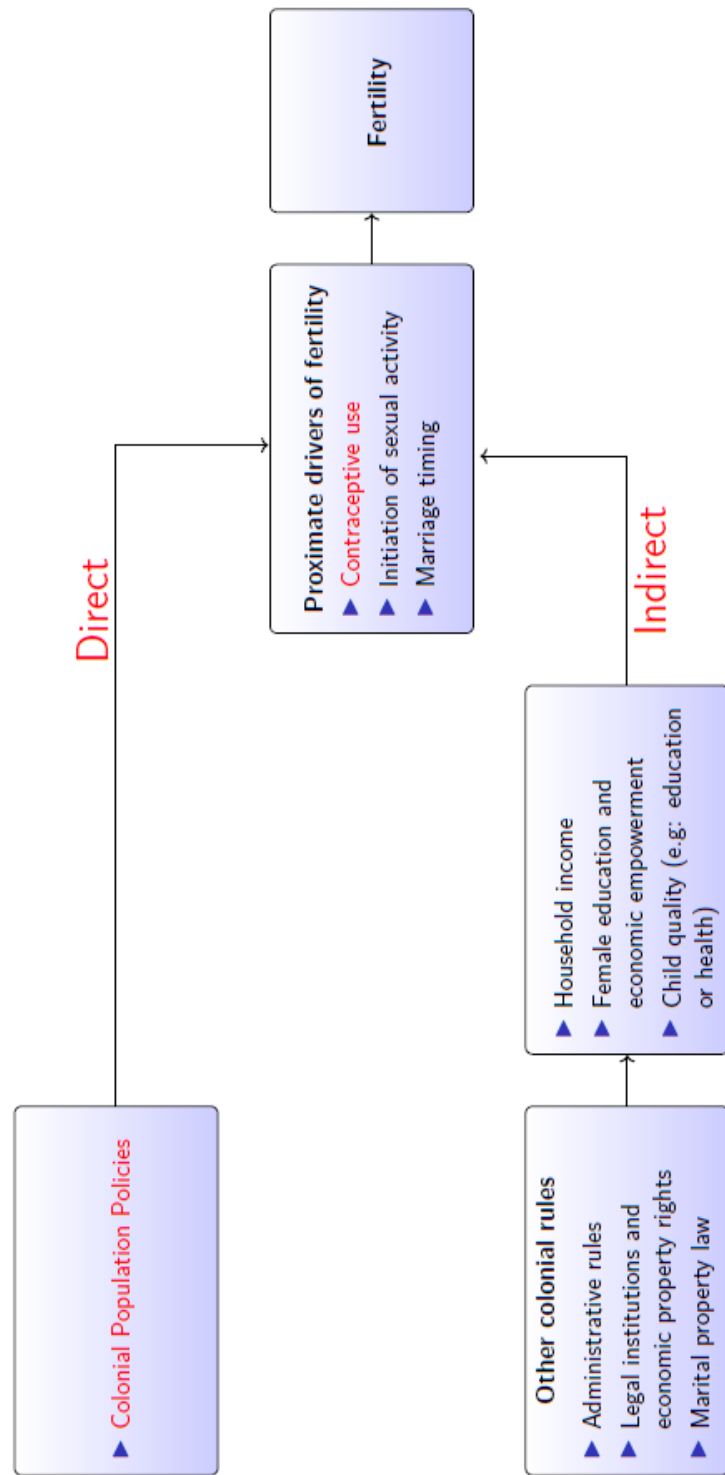 ▶ Colonial Population Policies
Direct
Proximate drivers of fertility
▶ Contraceptive use
▶ Initiation of sexual activity
▶ Marriage timing
Fertility
Other colonial rules
▶ Administrative rules
▶ Legal institutions and
economic property rights
▶ Marital property law
▶ Household income
▶ Female education and
economic empowerment
▶ Child quality (e.g: education
or health)
Indirect